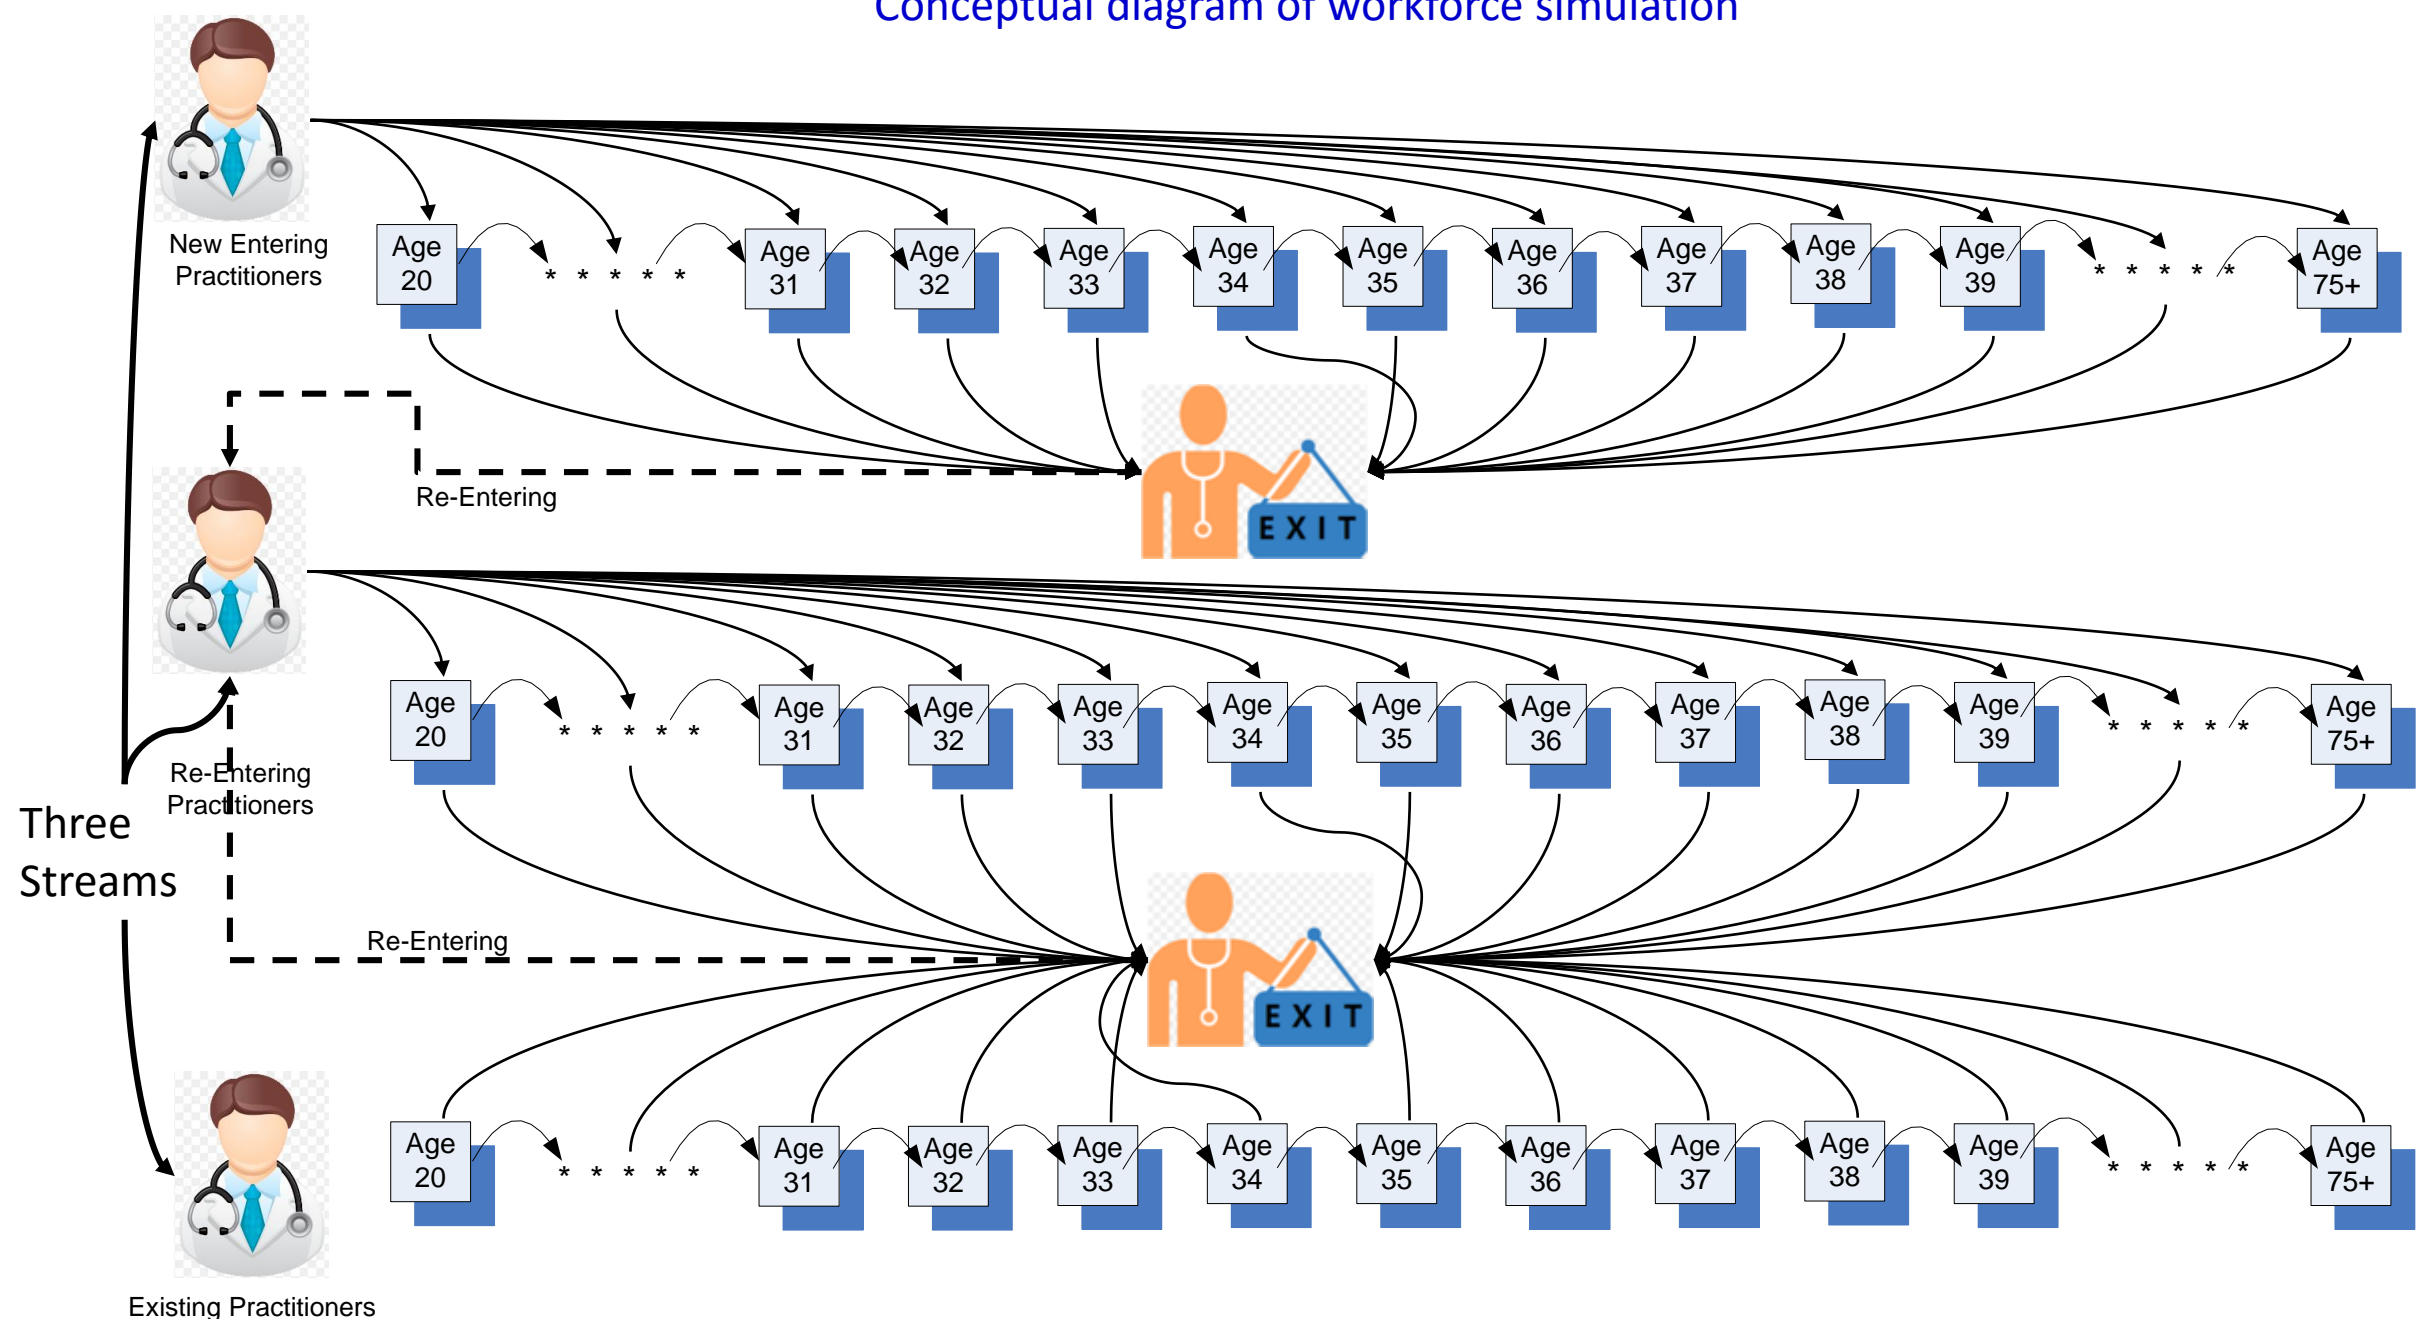 Conceptual diagram of workforce simulation
New Entering
Practitioners
Age
20
* * * * *
Age
31
Age
32
Age
33
Age
34
Age
35
Age
36
Age
37
Age
38
Age
39
* * * * *
Age
75+
Re-Entering
EXIT
Re-Entering
Practitioners
Age
20
* * * * *
Age
31
Age
32
Age
33
Age
34
Age
35
Age
36
Age
37
Age
38
Age
39
* * * * *
Age
75+
Three
Streams
Re-Entering
EXIT
Existing Practitioners
Age
20
* * * * *
Age
31
Age
32
Age
33
Age
34
Age
35
Age
36
Age
37
Age
38
Age
39
* * * * *
Age
75+